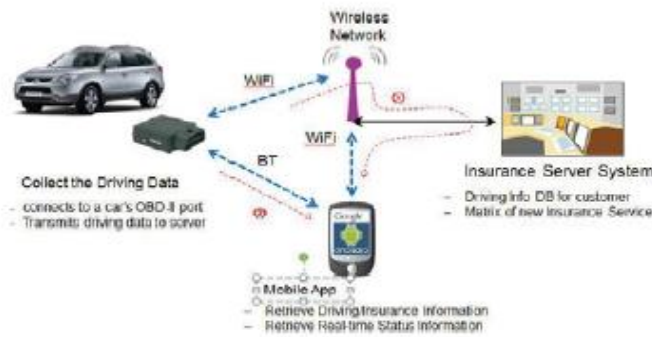 Wireless
Network
WiFi
WiFi
BT
Collect the Driving Data
- connects to a car's OBD-II port
- Transmits driving data to server
Insurance Server System
- Driving Info DB for customer
- Matrix of new Insurance Service
Google
ANDROID
Mobile App
- Retrieve Driving/Insurance Information
- Retrieve Real-time Status Information